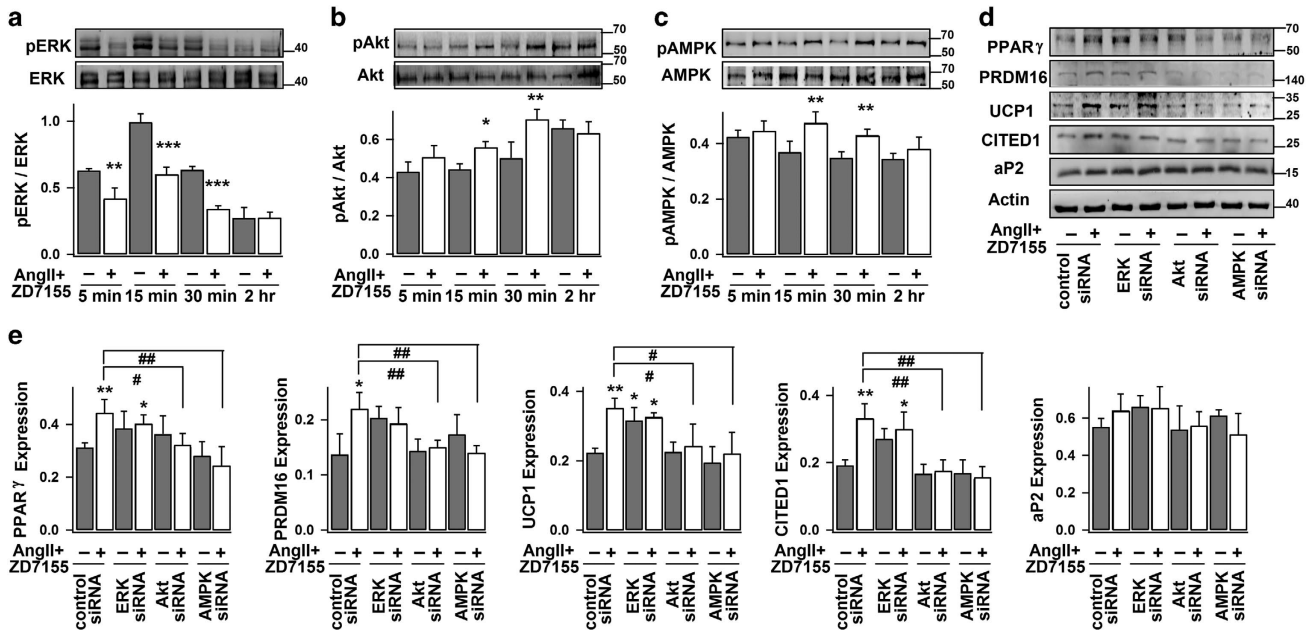 a
pERK
ERK
40
40
pERK / ERK
1.0
0.5
0.0
** *** ***
– + – + – + – +
AngII+
ZD7155
5 min 15 min 30 min 2 hr
b
pAkt
Akt
70
50
70
50
pAkt / Akt
0.6
0.4
0.2
0.0
* **
– + – + – + – +
AngII+
ZD7155
5 min 15 min 30 min 2 hr
c
pAMPK
AMPK
70
50
70
50
pAMPK / AMPK
0.4
0.2
0.0
** **
– + – + – + – +
AngII+
ZD7155
5 min 15 min 30 min 2 hr
d
PPARγ
70
50
PRDM16
140
UCP1
35
25
CITED1
25
aP2
15
Actin
40
– + – + – + – +
AngII+
ZD7155
control siRNA
ERK siRNA
Akt siRNA
AMPK siRNA
e
##
#
** *
PPARγ Expression
0.4
0.2
0.0
– + – + – + – +
AngII+
ZD7155
control siRNA
ERK siRNA
Akt siRNA
AMPK siRNA
##
##
*
PRDM16 Expression
0.2
0.1
0.0
– + – + – + – +
AngII+
ZD7155
control siRNA
ERK siRNA
Akt siRNA
AMPK siRNA
#
#
** * *
UCP1 Expression
0.4
0.2
0.0
– + – + – + – +
AngII+
ZD7155
control siRNA
ERK siRNA
Akt siRNA
AMPK siRNA
##
##
** *
CITED1 Expression
0.4
0.2
0.0
– + – + – + – +
AngII+
ZD7155
control siRNA
ERK siRNA
Akt siRNA
AMPK siRNA
aP2 Expression
0.6
0.4
0.2
0.0
– + – + – + – +
AngII+
ZD7155
control siRNA
ERK siRNA
Akt siRNA
AMPK siRNA